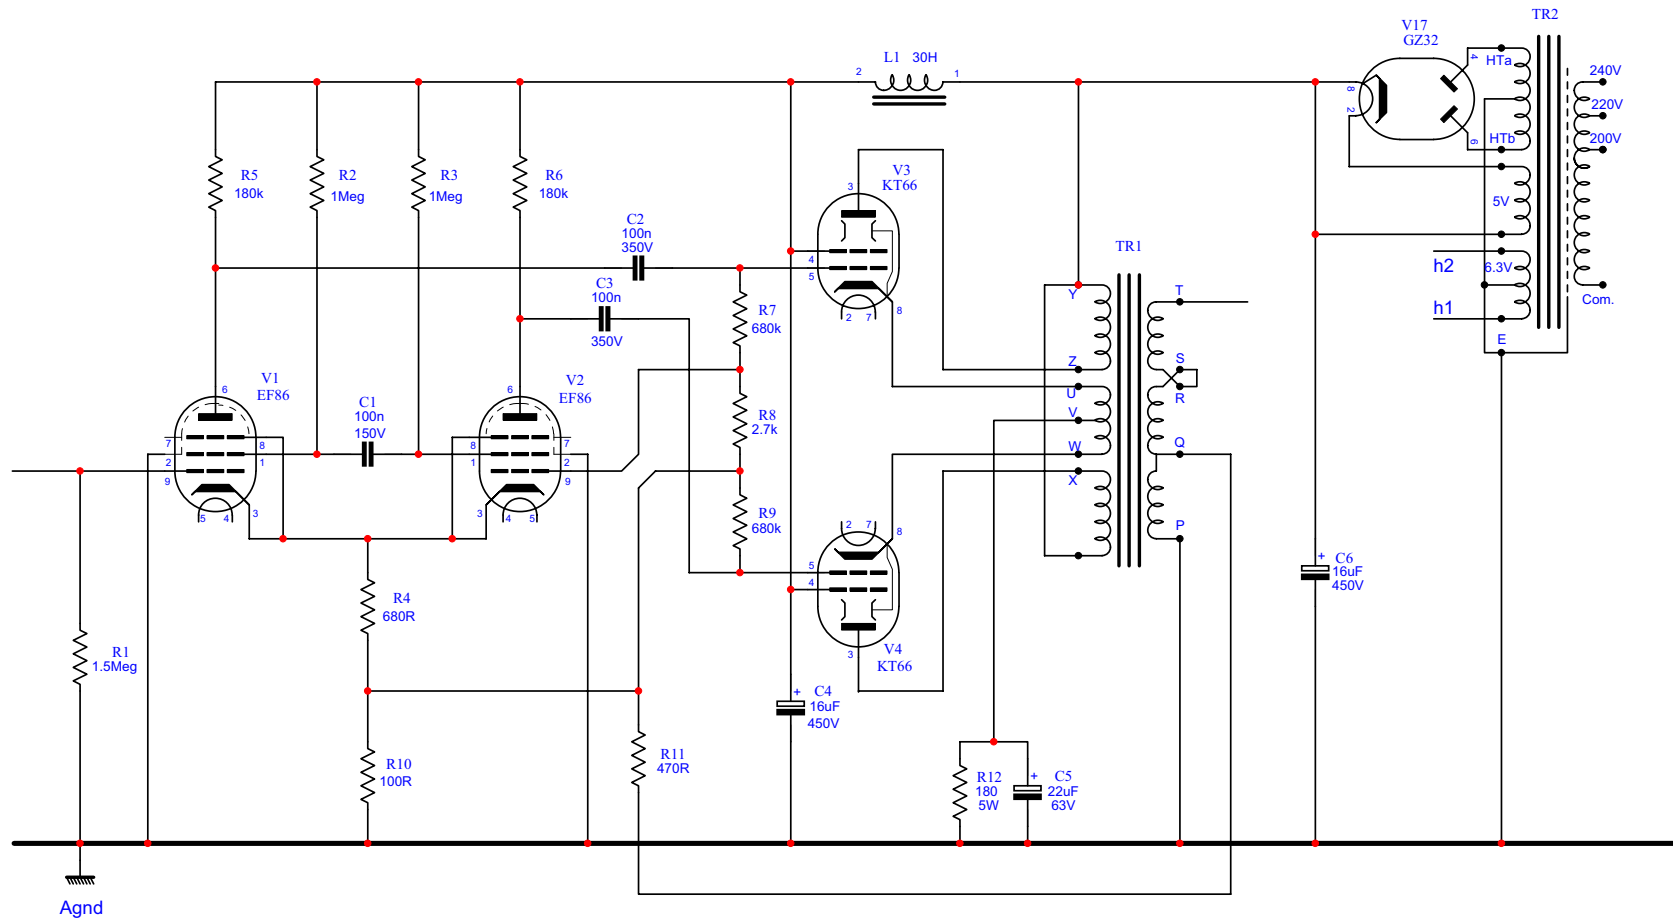 TR2
V17
GZ32
L1 30H
2
1
4
HTa
240V
8
220V
2
HTb
200V
6
R5
180k
R2
1Meg
R3
1Meg
R6
180k
V3
KT66
3
5V
C2
100n
350V
TR1
4
5
h2
6.3V
C3
100n
350V
R7
680k
2 7
8
Y
T
h1
Com.
E
Z
S
V1
EF86
6
V2
EF86
6
U
R
C1
100n
150V
R8
2.7k
V
7
8
8
7
W
Q
2
1
1
2
X
9
9
5 4
3
3
4 5
R9
680k
2 7
8
P
5
4
+
C6
16uF
450V
R4
680R
R1
1.5Meg
V4
KT66
3
+
C4
16uF
450V
R10
100R
R11
470R
R12
180
5W
+
C5
22uF
63V
Agnd